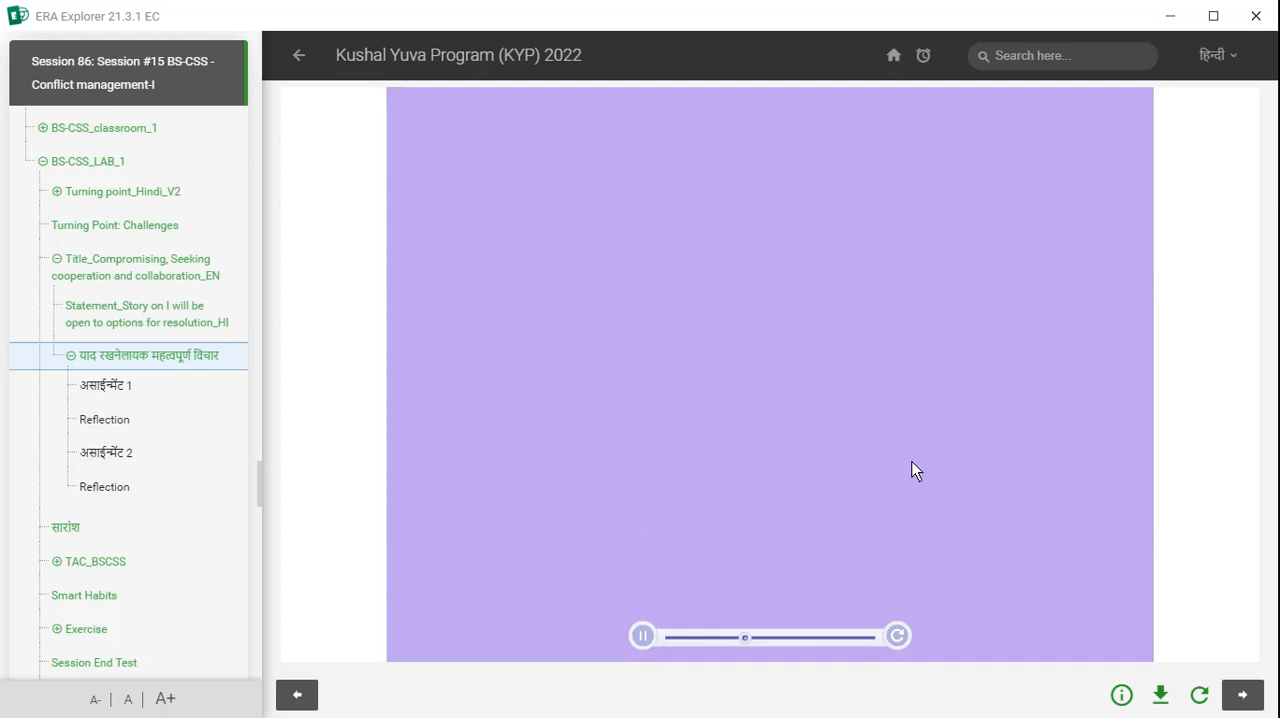 ERA Explorer 21.3.1 EC
Session 86: Session #15 BS-CSS -
Conflict management-I
Kushal Yuva Program (KYP) 2022
Search here...
हिन्दी
BS-CSS_classroom_1
BS-CSS_LAB_1
Turning point_Hindi_V2
Turning Point: Challenges
Title_Compromising, Seeking
cooperation and collaboration_EN
Statement_Story on I will be
open to options for resolution_HI
याद रखनेलायक महत्वपूर्ण विचार
असाईन्मेंट 1
Reflection
असाईन्मेंट 2
Reflection
सारांश
TAC_BSCSS
Smart Habits
Exercise
Session End Test
A- | A | A+